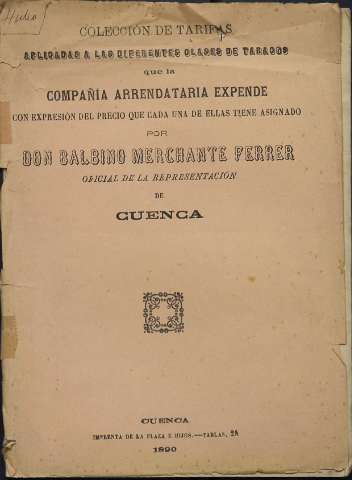 COLECCIÓN DE TARIFAS
APLICADAS A LAS DIFERENTES CLASES DE TABACOS
que la
COMPAÑÍA ARRENDATARIA EXPENDE
CON EXPRESIÓN DEL PRECIO QUE CADA UNA DE ELLAS TIENE ASIGNADO
POR
DON BALBINO MERCHANTE FERRER
OFICIAL DE LA REPRESENTACIÓN
DE
CUENCA
CUENCA
IMPRENTA DE LA PLAZA E HIJOS.—TABLAS, 2A
1890